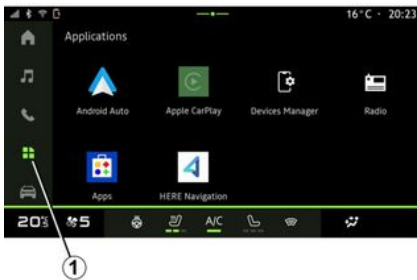 16°C · 20:23
Applications
Android Auto
Apple CarPlay
Devices Manager
Radio
Apps
HERE Navigation
20°5
5
A/C
1